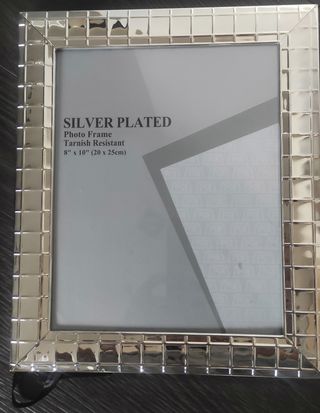 SILVER PLATED
Photo Frame
Tarnish Resistant
8" x 10" (20 x 25cm)